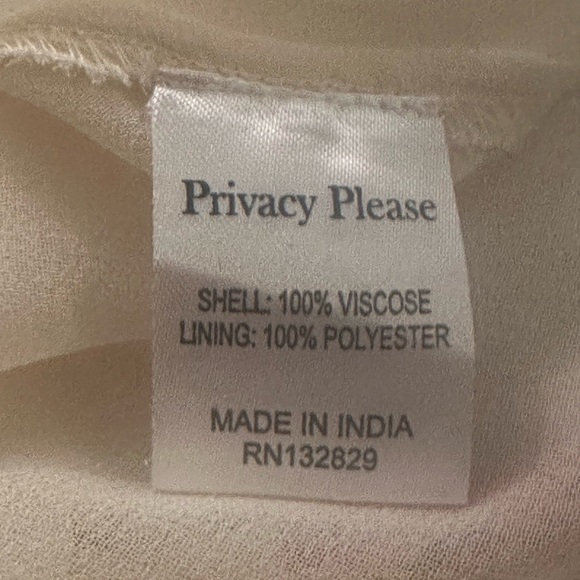 Privacy Please
SHELL: 100% VISCOSE
LINING: 100% POLYESTER
MADE IN INDIA
RN132829